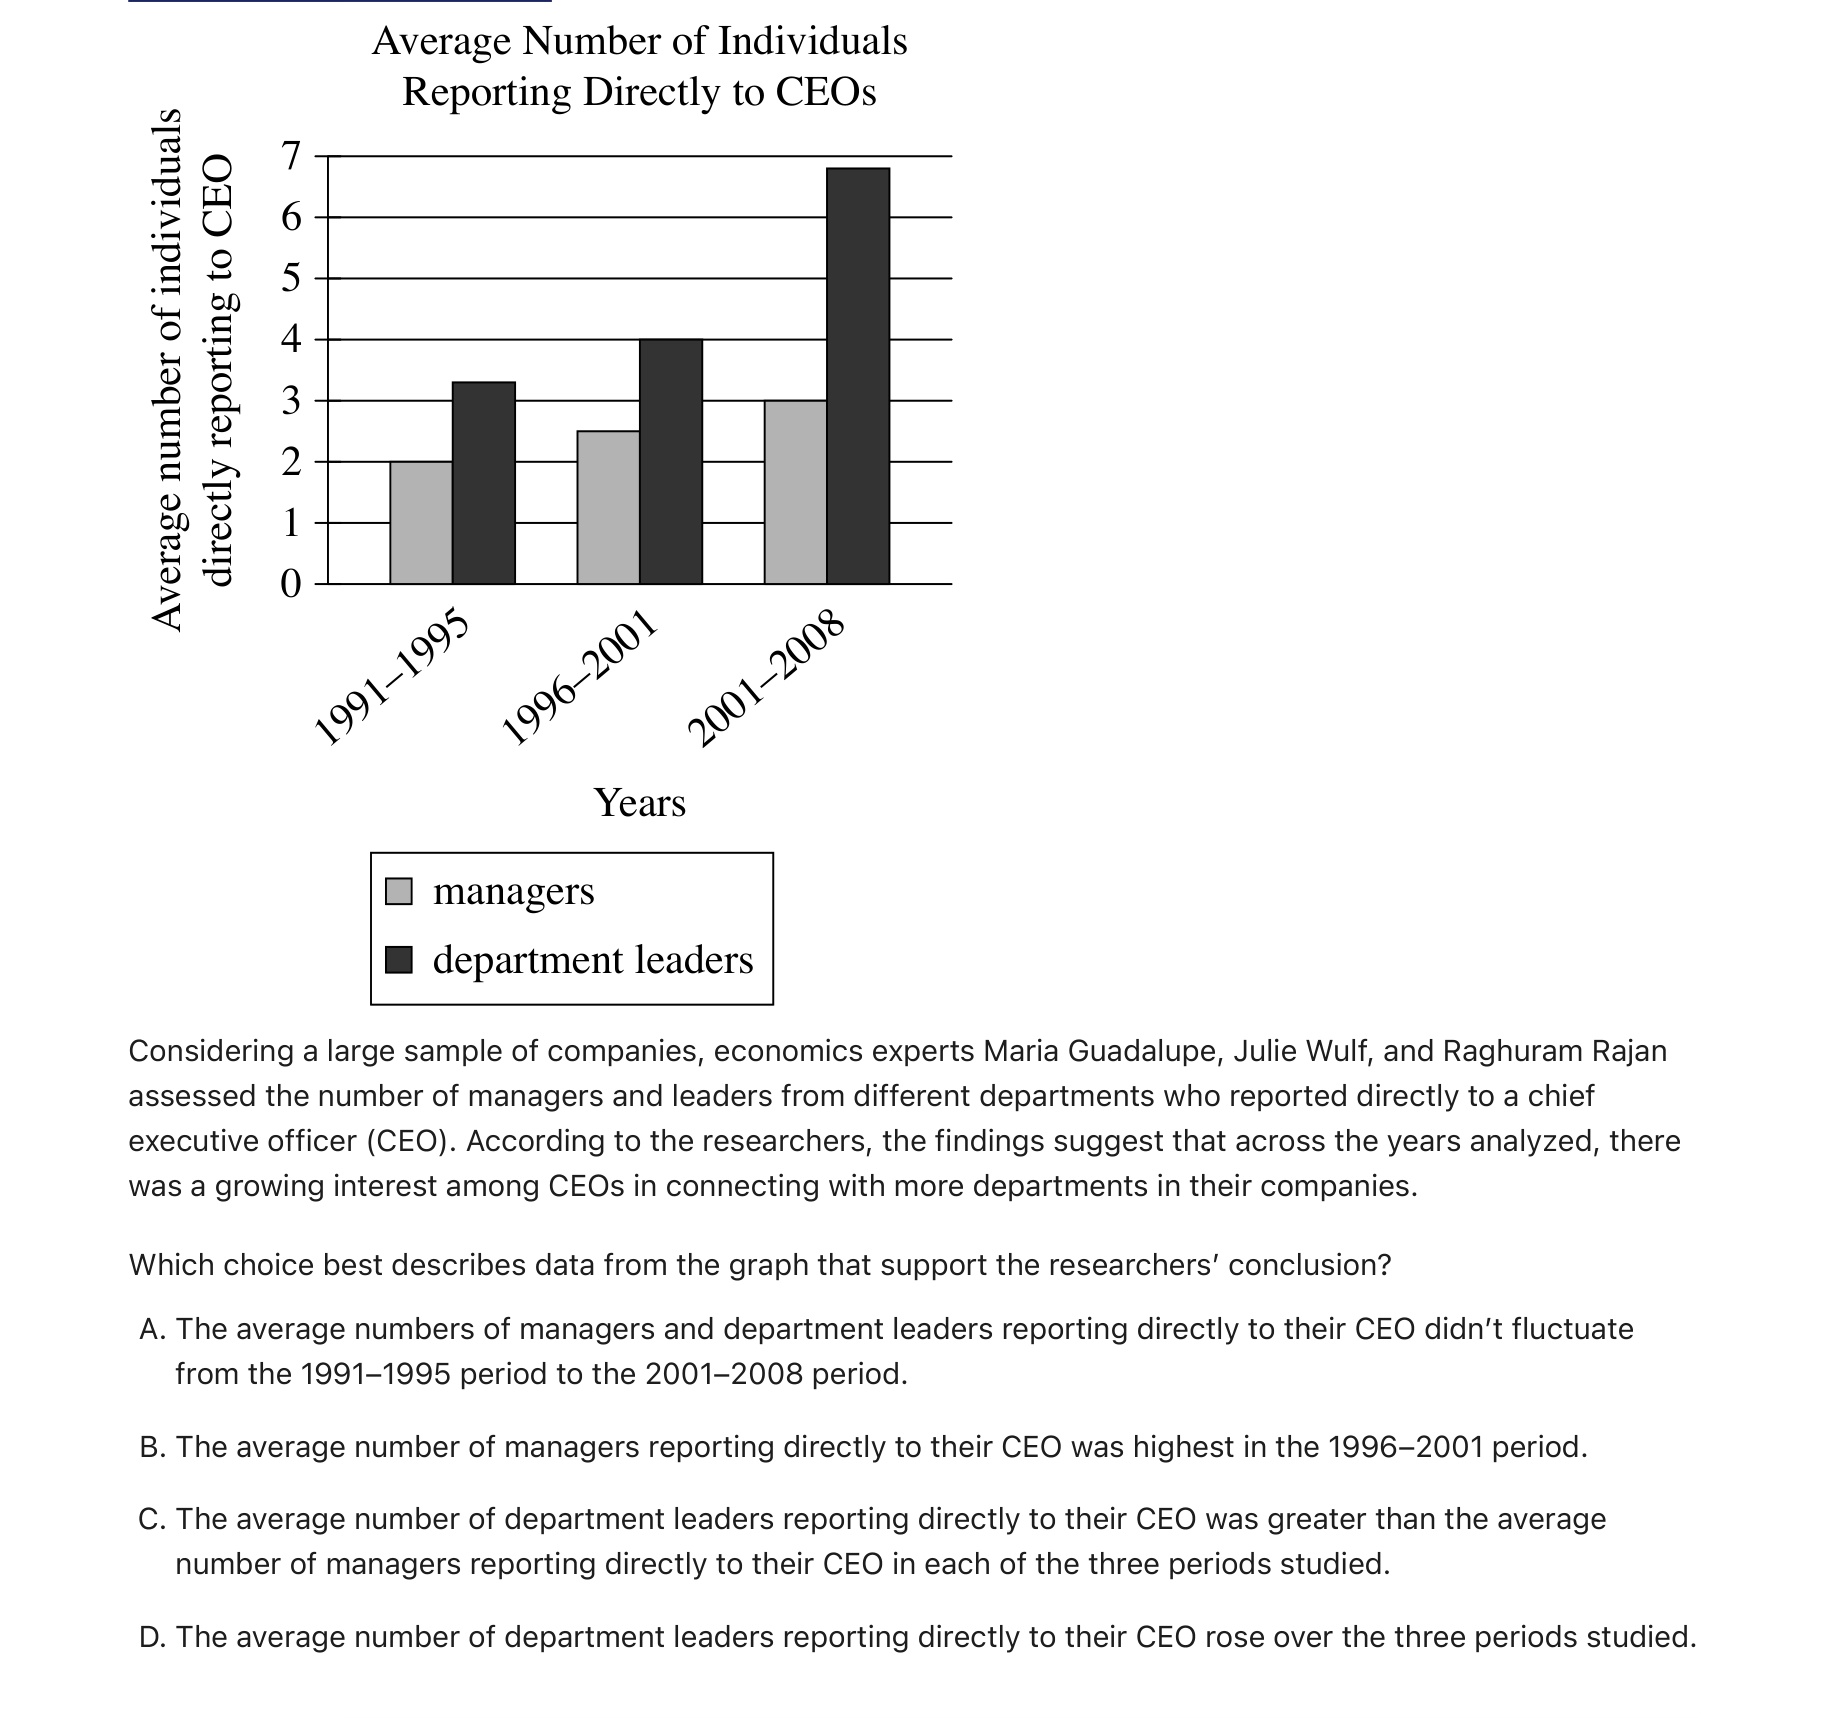 Average Number of Individuals
Reporting Directly to CEOs
Average number of individuals
directly reporting to CEO
7
6
5
4
3
2
1
0
1991–1995
1996–2001
2001–2008
Years
managers
department leaders
Considering a large sample of companies, economics experts Maria Guadalupe, Julie Wulf, and Raghuram Rajan
assessed the number of managers and leaders from different departments who reported directly to a chief
executive officer (CEO). According to the researchers, the findings suggest that across the years analyzed, there
was a growing interest among CEOs in connecting with more departments in their companies.
Which choice best describes data from the graph that support the researchers’ conclusion?
A. The average numbers of managers and department leaders reporting directly to their CEO didn’t fluctuate
from the 1991–1995 period to the 2001–2008 period.
B. The average number of managers reporting directly to their CEO was highest in the 1996–2001 period.
C. The average number of department leaders reporting directly to their CEO was greater than the average
number of managers reporting directly to their CEO in each of the three periods studied.
D. The average number of department leaders reporting directly to their CEO rose over the three periods studied.